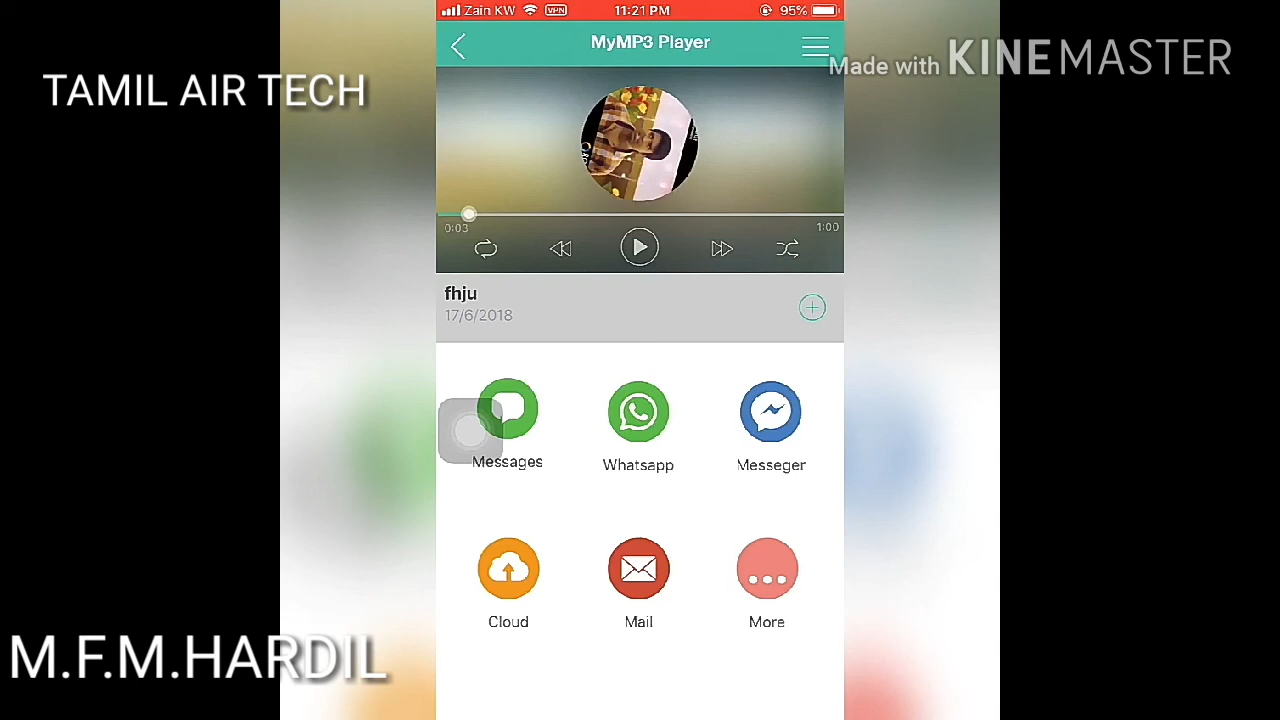 Zain KW VPN 11:21 PM 95%
MyMP3 Player
Made with KINEMASTER
TAMIL AIR TECH
0:03 1:00
fhju
17/6/2018
Messages Whatsapp Messeger
Cloud Mail More
M.F.M.HARDIL